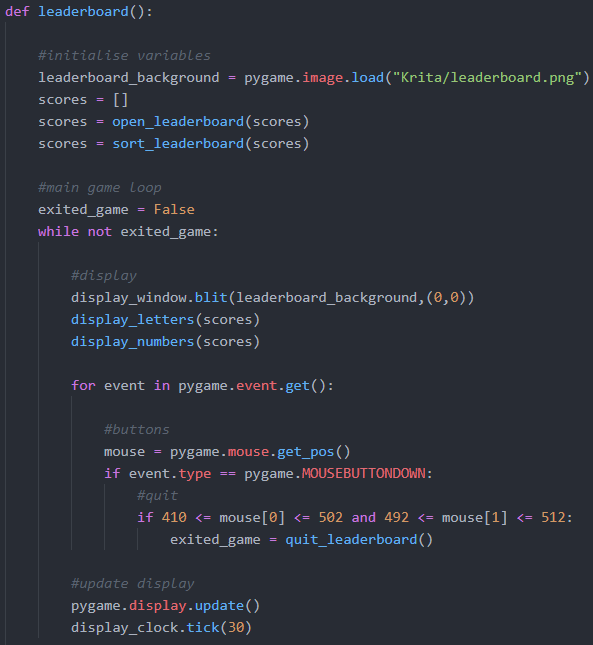 def leaderboard():
#initialise variables
leaderboard_background = pygame.image.load("Krita/leaderboard.png")
scores = []
scores = open_leaderboard(scores)
scores = sort_leaderboard(scores)
#main game loop
exited_game = False
while not exited_game:
#display
display_window.blit(leaderboard_background,(0,0))
display_letters(scores)
display_numbers(scores)
for event in pygame.event.get():
#buttons
mouse = pygame.mouse.get_pos()
if event.type == pygame.MOUSEBUTTONDOWN:
#quit
if 410 <= mouse[0] <= 502 and 492 <= mouse[1] <= 512:
exited_game = quit_leaderboard()
#update display
pygame.display.update()
display_clock.tick(30)